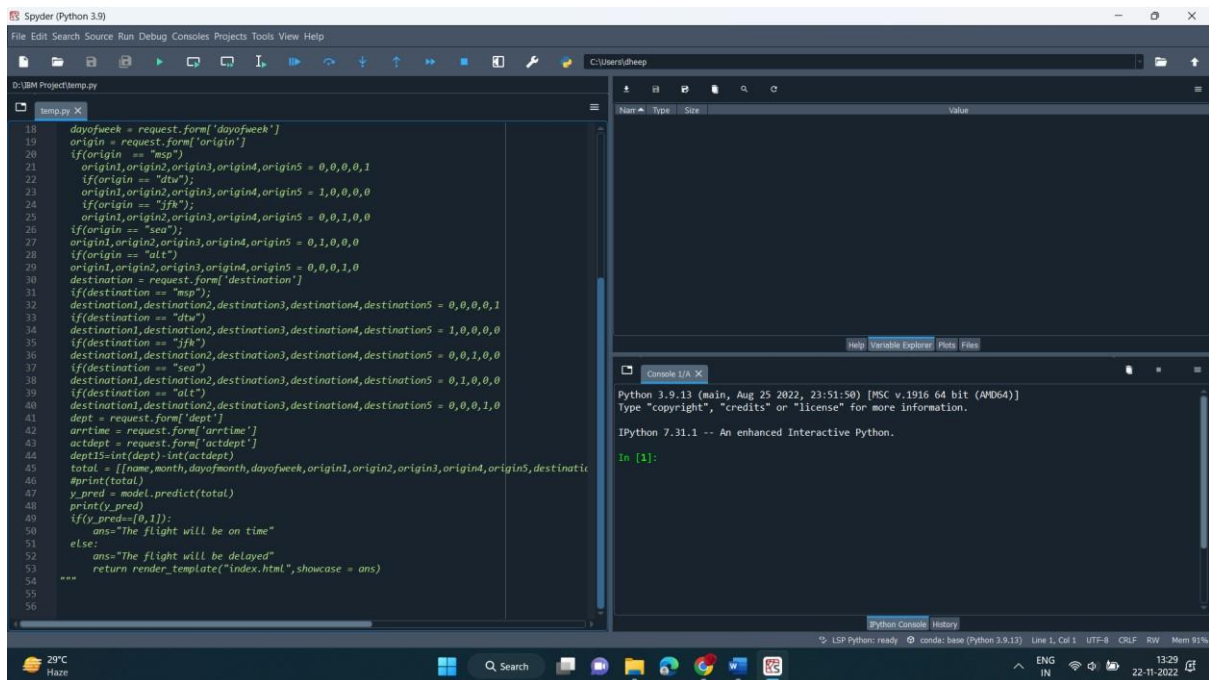 Spyder (Python 3.9)
File Edit Search Source Run Debug Consoles Projects Tools View Help
C:\Users\dheep
D:\IBM Project\temp.py
temp.py
18 dayofweek = request.form['dayofweek']
19 origin = request.form['origin']
20 if(origin == "msp")
21 origin1,origin2,origin3,origin4,origin5 = 0,0,0,0,1
22 if(origin == "dtw");
23 origin1,origin2,origin3,origin4,origin5 = 1,0,0,0,0
24 if(origin == "jfk");
25 origin1,origin2,origin3,origin4,origin5 = 0,0,1,0,0
26 if(origin == "sea");
27 origin1,origin2,origin3,origin4,origin5 = 0,1,0,0,0
28 if(origin == "alt")
29 origin1,origin2,origin3,origin4,origin5 = 0,0,0,1,0
30 destination = request.form['destination']
31 if(destination == "msp");
32 destination1,destination2,destination3,destination4,destination5 = 0,0,0,0,1
33 if(destination == "dtw")
34 destination1,destination2,destination3,destination4,destination5 = 1,0,0,0,0
35 if(destination == "jfk")
36 destination1,destination2,destination3,destination4,destination5 = 0,0,1,0,0
37 if(destination == "sea")
38 destination1,destination2,destination3,destination4,destination5 = 0,1,0,0,0
39 if(destination == "alt")
40 destination1,destination2,destination3,destination4,destination5 = 0,0,0,1,0
41 dept = request.form['dept']
42 arrtime = request.form['arrtime']
43 actdept = request.form['actdept']
44 dept15=int(dept)-int(actdept)
45 total = [[name,month,dayofmonth,dayofweek,origin1,origin2,origin3,origin4,origin5,destinatic
46 #print(total)
47 y_pred = model.predict(total)
48 print(y_pred)
49 if(y_pred==[0,1]):
50 ans="The flight will be on time"
51 else:
52 ans="The flight will be delayed"
53 return render_template("index.html",showcase = ans)
54 """
55
56
Nam Type Size Value
Help Variable Explorer Plots Files
Console 1/A
Python 3.9.13 (main, Aug 25 2022, 23:51:50) [MSC v.1916 64 bit (AMD64)]
Type "copyright", "credits" or "license" for more information.
IPython 7.31.1 -- An enhanced Interactive Python.
In [1]:
IPython Console History
LSP Python: ready conda: base (Python 3.9.13) Line 1, Col 1 UTF-8 CRLF RW Mem 91%
29°C
Haze
Search
ENG
IN
13:29
22-11-2022